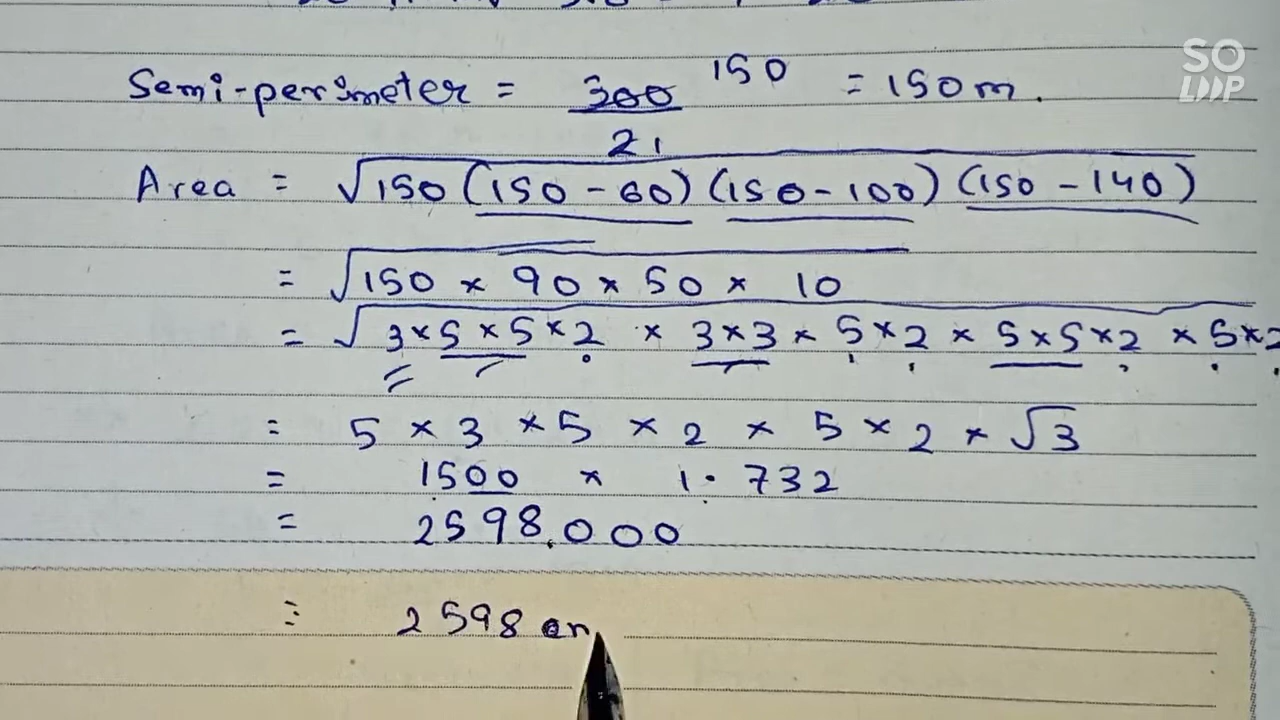 SO LOOP
Semi-perimeter = 300/2 150 1 = 150m.
Area = √150 (150 - 60) (150 - 100) (150 - 140)
= √150 × 90 × 50 × 10
= √3 × 5 × 5 × 2 × 3 × 3 × 5 × 2 × 5 × 5 × 2 × 5 × 2
= 5 × 3 × 5 × 2 × 5 × 2 × √3
= 1500 × 1.732
= 2598.000
= 2598